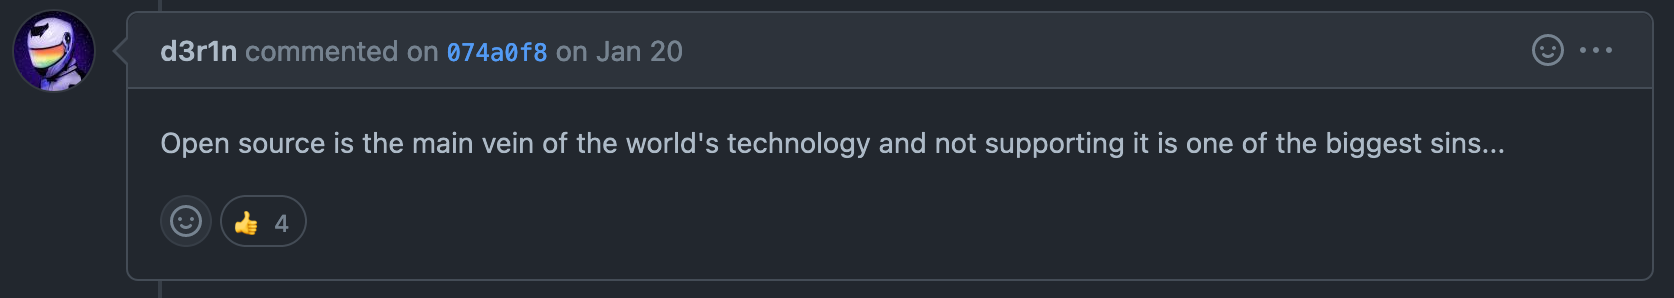 d3r1n commented on 074a0f8 on Jan 20
Open source is the main vein of the world's technology and not supporting it is one of the biggest sins...
👍 4